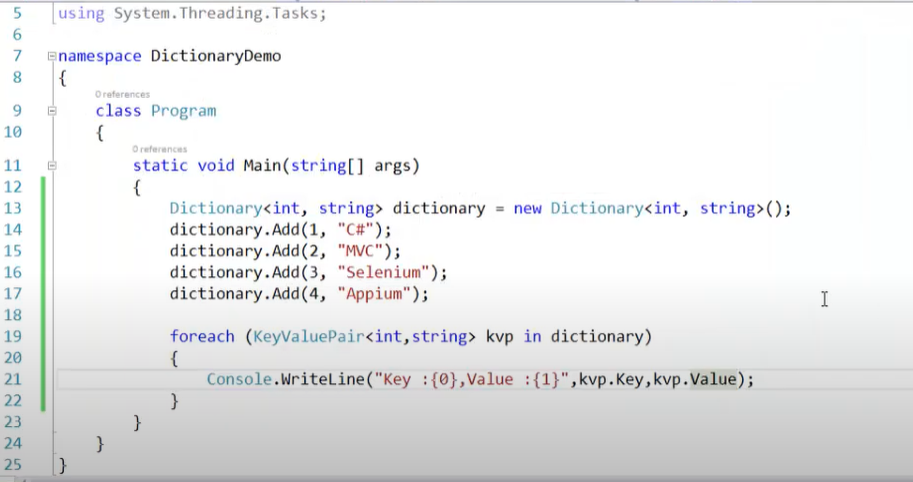 5 using System.Threading.Tasks;
6
7 namespace DictionaryDemo
8 {
0 references
9 class Program
10 {
0 references
11 static void Main(string[] args)
12 {
13 Dictionary<int, string> dictionary = new Dictionary<int, string>();
14 dictionary.Add(1, "C#");
15 dictionary.Add(2, "MVC");
16 dictionary.Add(3, "Selenium");
17 dictionary.Add(4, "Appium");
18
19 foreach (KeyValuePair<int,string> kvp in dictionary)
20 {
21 Console.WriteLine("Key :{0},Value :{1}",kvp.Key,kvp.Value);
22 }
23 }
24 }
25 }